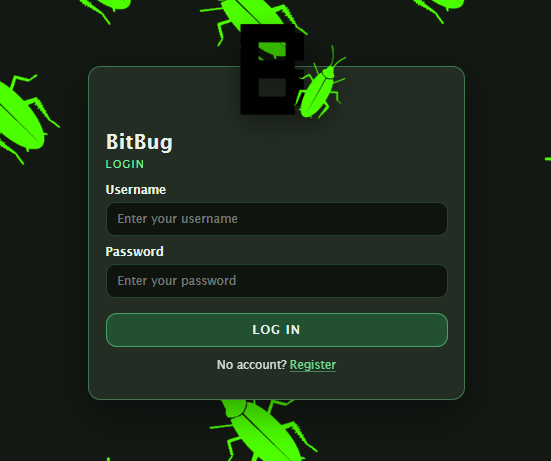 B
BitBug
LOGIN
Username
Enter your username
Password
Enter your password
LOG IN
No account? Register